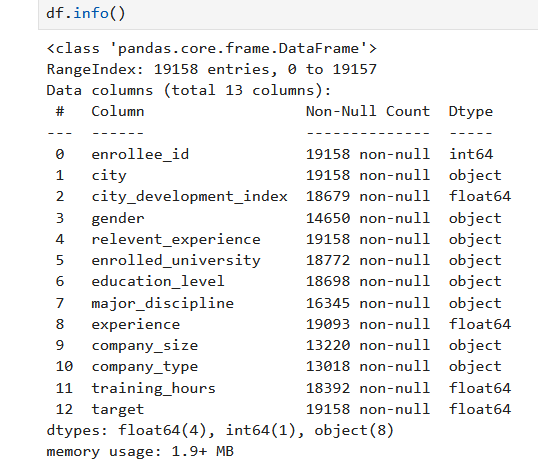 df.info()
<class 'pandas.core.frame.DataFrame'>
RangeIndex: 19158 entries, 0 to 19157
Data columns (total 13 columns):
 #   Column                  Non-Null Count  Dtype
---  ------                  --------------  -----
 0   enrollee_id             19158 non-null  int64
 1   city                    19158 non-null  object
 2   city_development_index  18679 non-null  float64
 3   gender                  14650 non-null  object
 4   relevent_experience     19158 non-null  object
 5   enrolled_university     18772 non-null  object
 6   education_level         18698 non-null  object
 7   major_discipline        16345 non-null  object
 8   experience              19093 non-null  float64
 9   company_size            13220 non-null  object
 10  company_type            13018 non-null  object
 11  training_hours          18392 non-null  float64
 12  target                  19158 non-null  float64
dtypes: float64(4), int64(1), object(8)
memory usage: 1.9+ MB